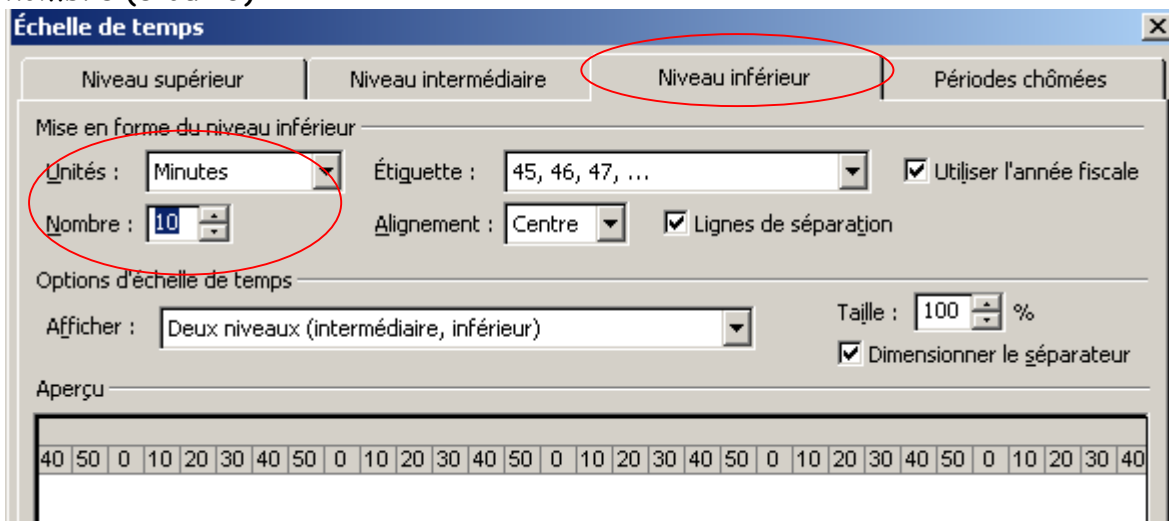 Échelle de temps
Niveau supérieur Niveau intermédiaire Niveau inférieur Périodes chômées
Mise en forme du niveau inférieur
Unités : Minutes Étiquette : 45, 46, 47, ... Utiliser l'année fiscale
Nombre : 10 Alignement : Centre Lignes de séparation
Options d'échelle de temps
Afficher : Deux niveaux (intermédiaire, inférieur) Taille : 100 %
Dimensionner le séparateur
Aperçu
40 50 0 10 20 30 40 50 0 10 20 30 40 50 0 10 20 30 40 50 0 10 20 30 40 50 0 10 20 30 40